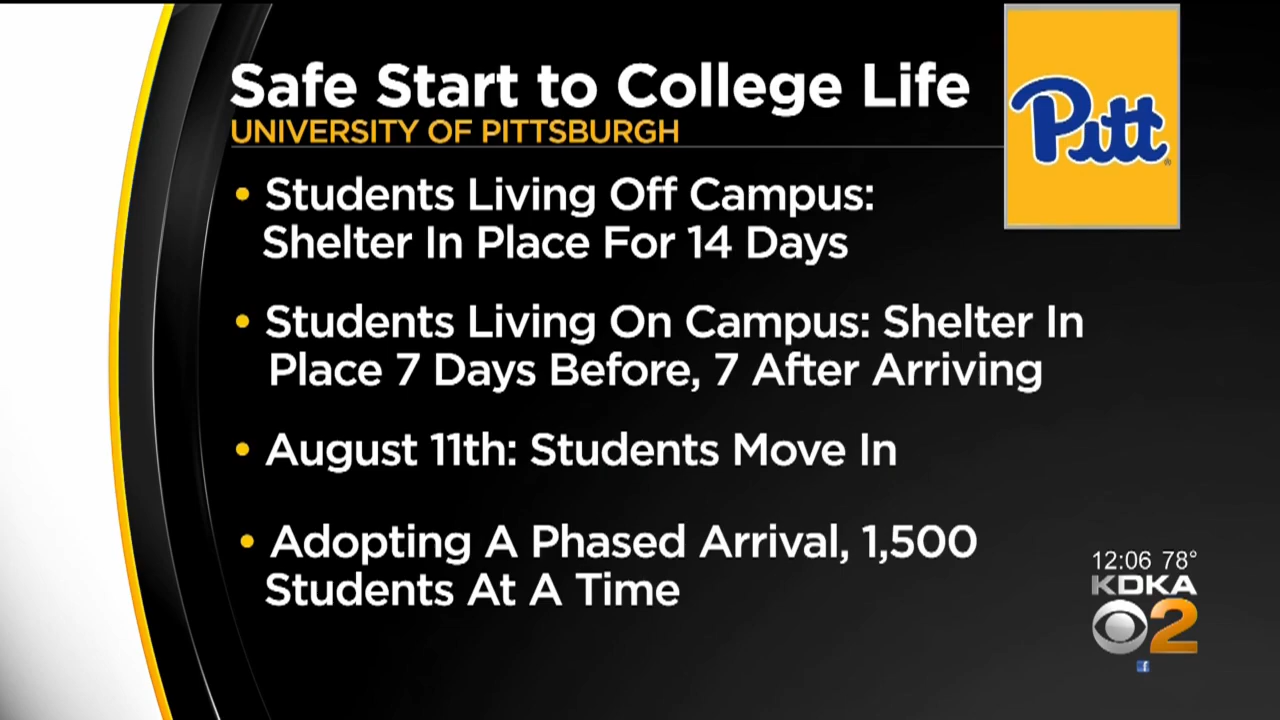 Safe Start to College Life
UNIVERSITY OF PITTSBURGH
Pitt
• Students Living Off Campus:
Shelter In Place For 14 Days
• Students Living On Campus: Shelter In
Place 7 Days Before, 7 After Arriving
• August 11th: Students Move In
• Adopting A Phased Arrival, 1,500
Students At A Time
12:06 78°
KDKA
2
f